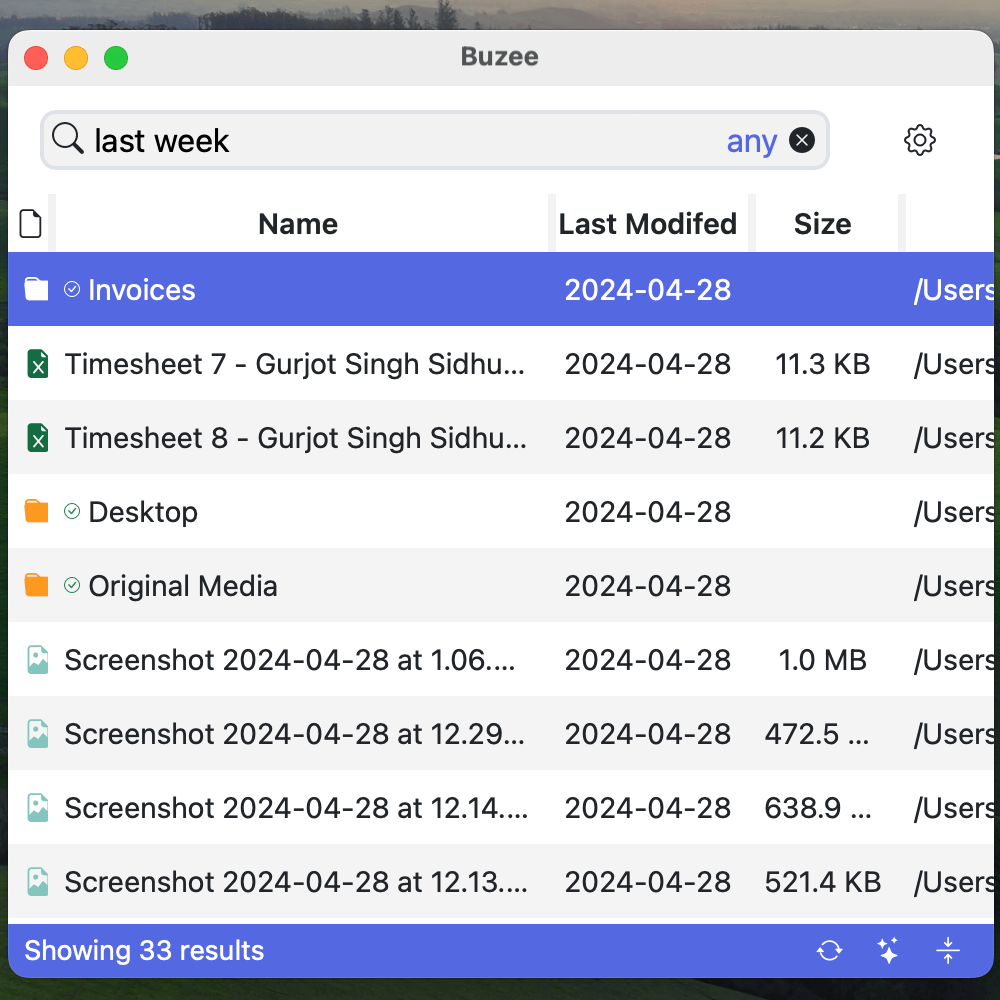 Buzee
last week any
Name Last Modifed Size
Invoices 2024-04-28 /Users
Timesheet 7 - Gurjot Singh Sidhu... 2024-04-28 11.3 KB /Users
Timesheet 8 - Gurjot Singh Sidhu... 2024-04-28 11.2 KB /Users
Desktop 2024-04-28 /Users
Original Media 2024-04-28 /Users
Screenshot 2024-04-28 at 1.06.... 2024-04-28 1.0 MB /Users
Screenshot 2024-04-28 at 12.29... 2024-04-28 472.5 ... /Users
Screenshot 2024-04-28 at 12.14.... 2024-04-28 638.9 ... /Users
Screenshot 2024-04-28 at 12.13.... 2024-04-28 521.4 KB /Users
Showing 33 results